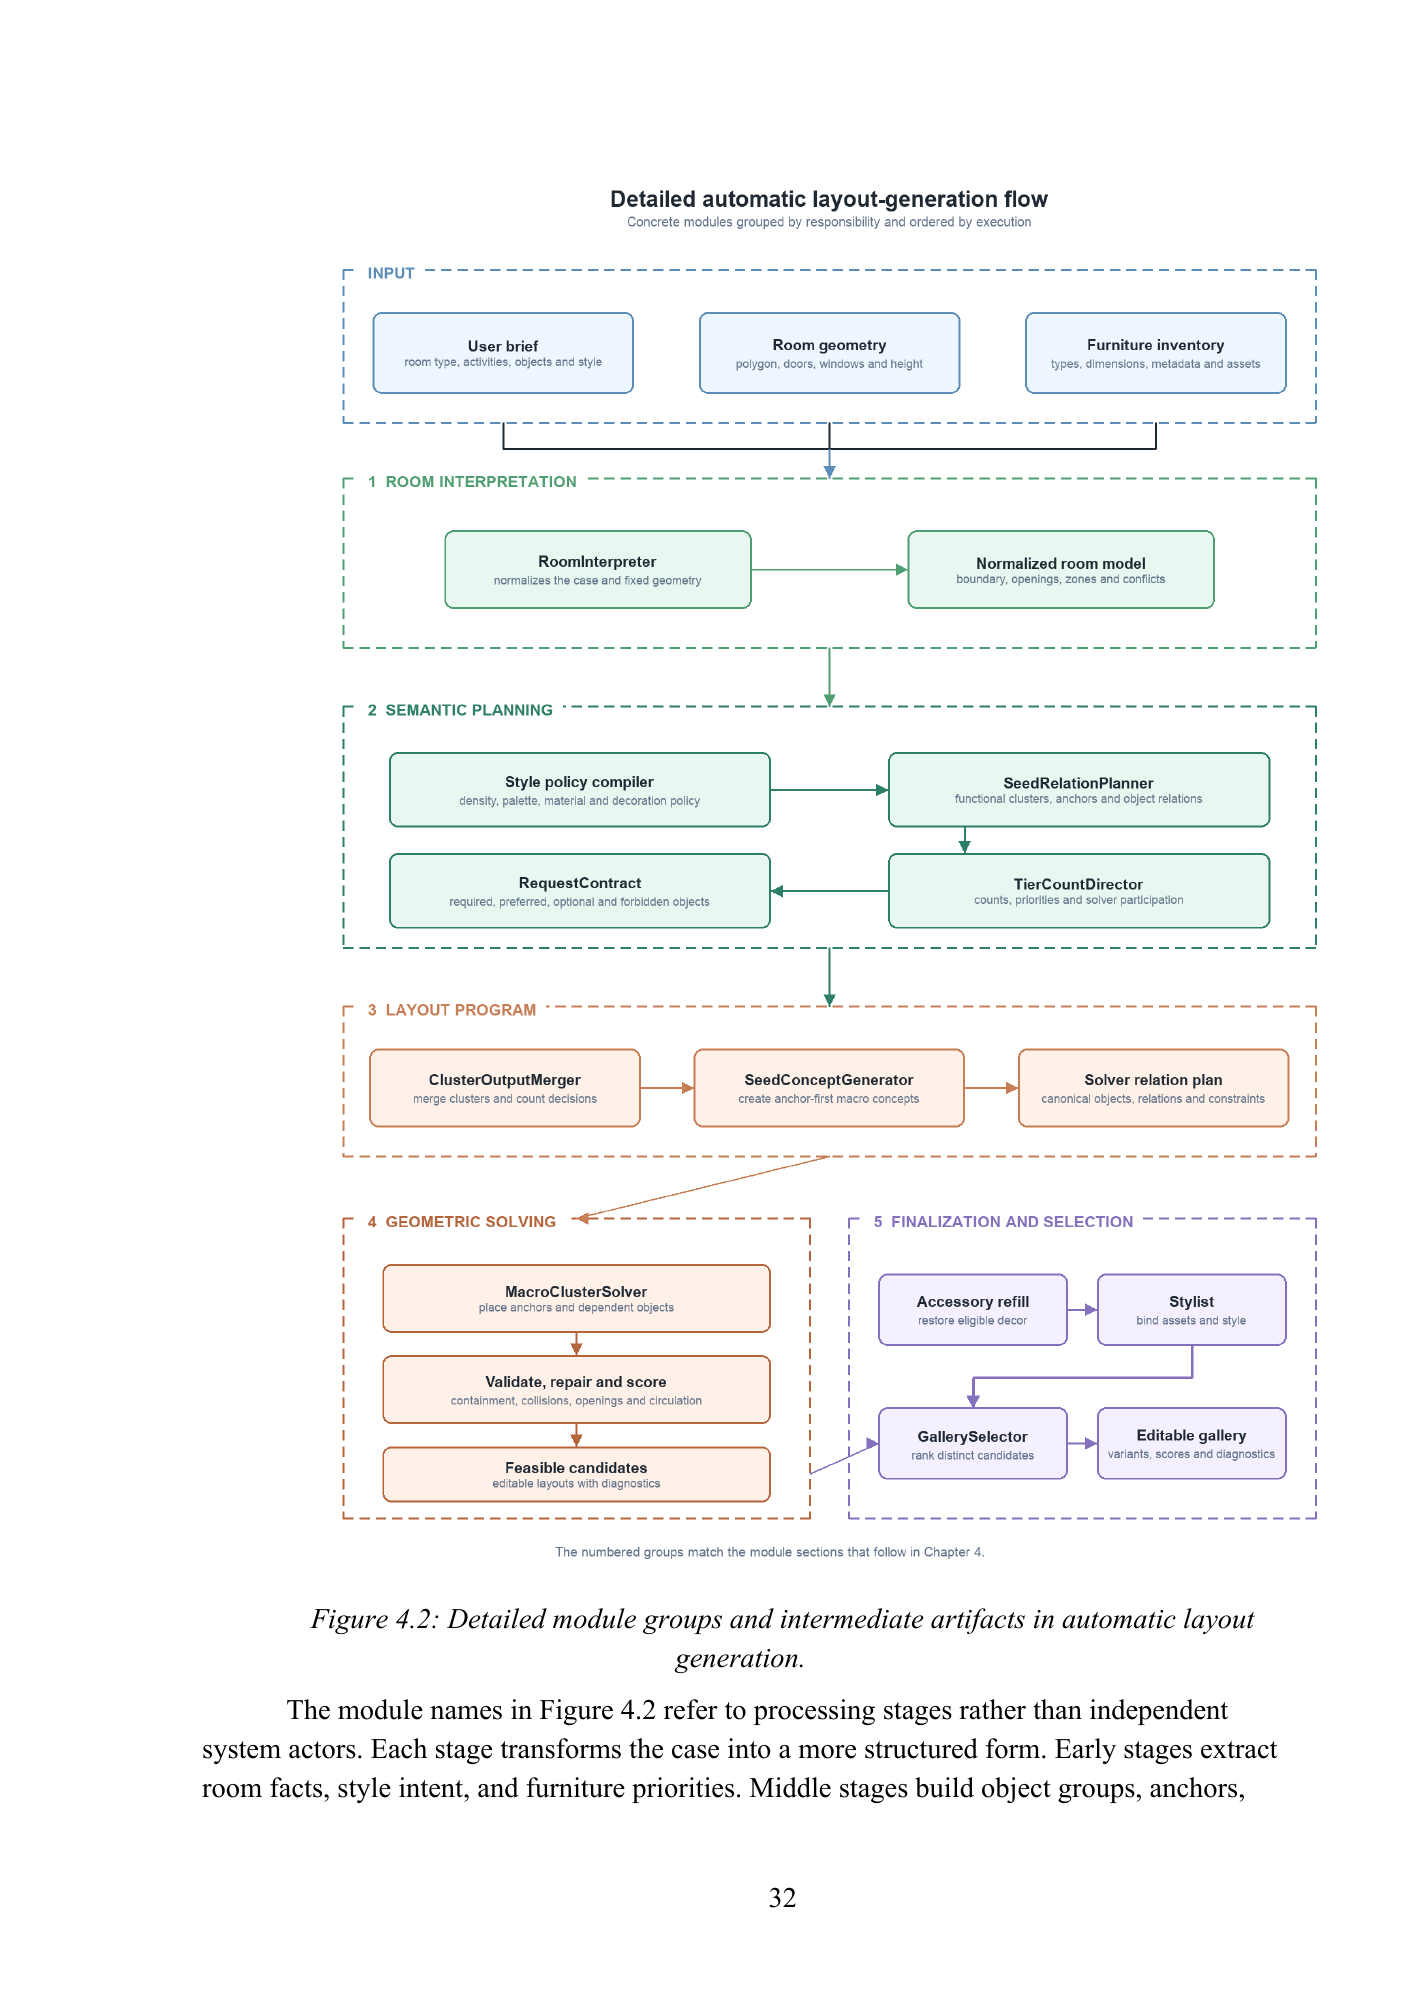 Detailed automatic layout-generation flow
Concrete modules grouped by responsibility and ordered by execution
INPUT
User brief
room type, activities, objects and style
Room geometry
polygon, doors, windows and height
Furniture inventory
types, dimensions, metadata and assets
1 ROOM INTERPRETATION
RoomInterpreter
normalizes the case and fixed geometry
Normalized room model
boundary, openings, zones and conflicts
2 SEMANTIC PLANNING
Style policy compiler
density, palette, material and decoration policy
SeedRelationPlanner
functional clusters, anchors and object relations
RequestContract
required, preferred, optional and forbidden objects
TierCountDirector
counts, priorities and solver participation
3 LAYOUT PROGRAM
ClusterOutputMerger
merge clusters and count decisions
SeedConceptGenerator
create anchor-first macro concepts
Solver relation plan
canonical objects, relations and constraints
4 GEOMETRIC SOLVING
MacroClusterSolver
place anchors and dependent objects
Validate, repair and score
containment, collisions, openings and circulation
Feasible candidates
editable layouts with diagnostics
5 FINALIZATION AND SELECTION
Accessory refill
restore eligible decor
Stylist
bind assets and style
GallerySelector
rank distinct candidates
Editable gallery
variants, scores and diagnostics
The numbered groups match the module sections that follow in Chapter 4.
Figure 4.2: Detailed module groups and intermediate artifacts in automatic layout
generation.
The module names in Figure 4.2 refer to processing stages rather than independent
system actors. Each stage transforms the case into a more structured form. Early stages extract
room facts, style intent, and furniture priorities. Middle stages build object groups, anchors,
32